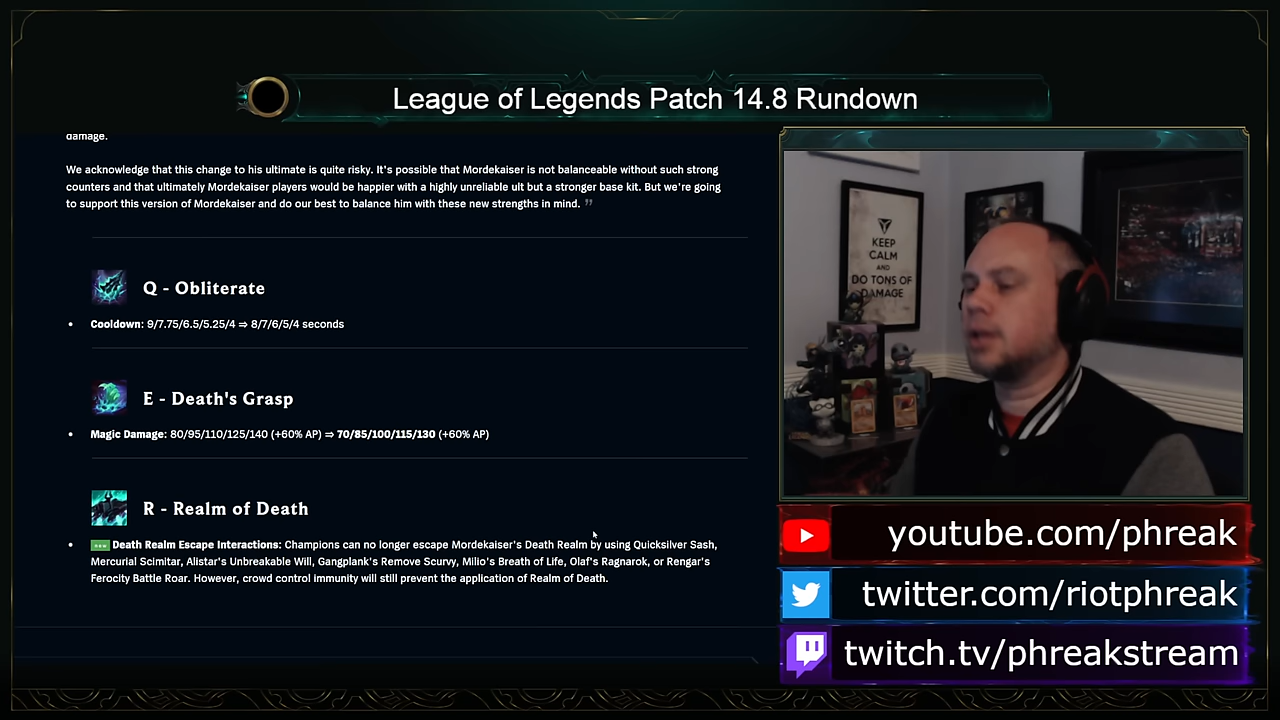 League of Legends Patch 14.8 Rundown
damage.
We acknowledge that this change to his ultimate is quite risky. It's possible that Mordekaiser is not balanceable without such strong
counters and that ultimately Mordekaiser players would be happier with a highly unreliable ult but a stronger base kit. But we're going
to support this version of Mordekaiser and do our best to balance him with these new strengths in mind. ”
Q - Obliterate
• Cooldown: 9/7.75/6.5/5.25/4 ⇒ 8/7/6/5/4 seconds
E - Death's Grasp
• Magic Damage: 80/95/110/125/140 (+60% AP) ⇒ 70/85/100/115/130 (+60% AP)
R - Realm of Death
• new Death Realm Escape Interactions: Champions can no longer escape Mordekaiser's Death Realm by using Quicksilver Sash,
Mercurial Scimitar, Alistar's Unbreakable Will, Gangplank's Remove Scurvy, Milio's Breath of Life, Olaf's Ragnarok, or Rengar's
Ferocity Battle Roar. However, crowd control immunity will still prevent the application of Realm of Death.
KEEP
CALM
AND
DO TONS OF
DAMAGE
youtube.com/phreak
twitter.com/riotphreak
twitch.tv/phreakstream